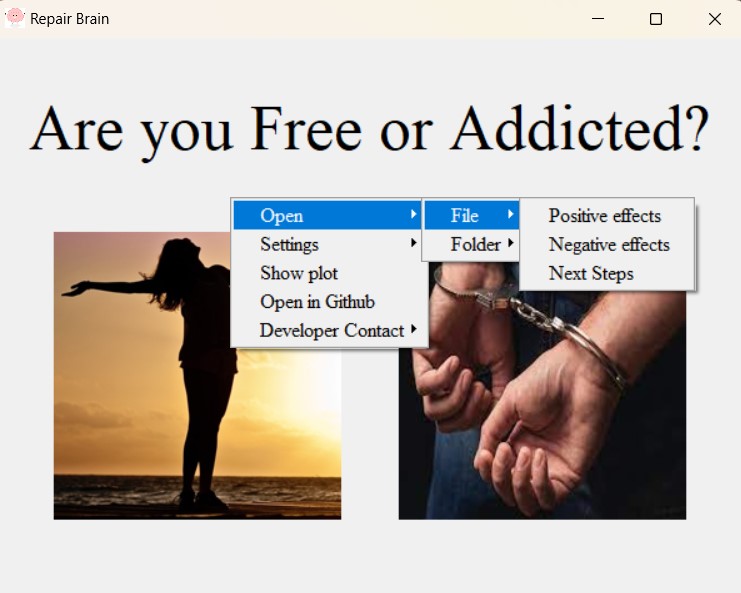 Repair Brain
Are you Free or Addicted?
Open
Settings
Show plot
Open in Github
Developer Contact
File
Folder
Positive effects
Negative effects
Next Steps